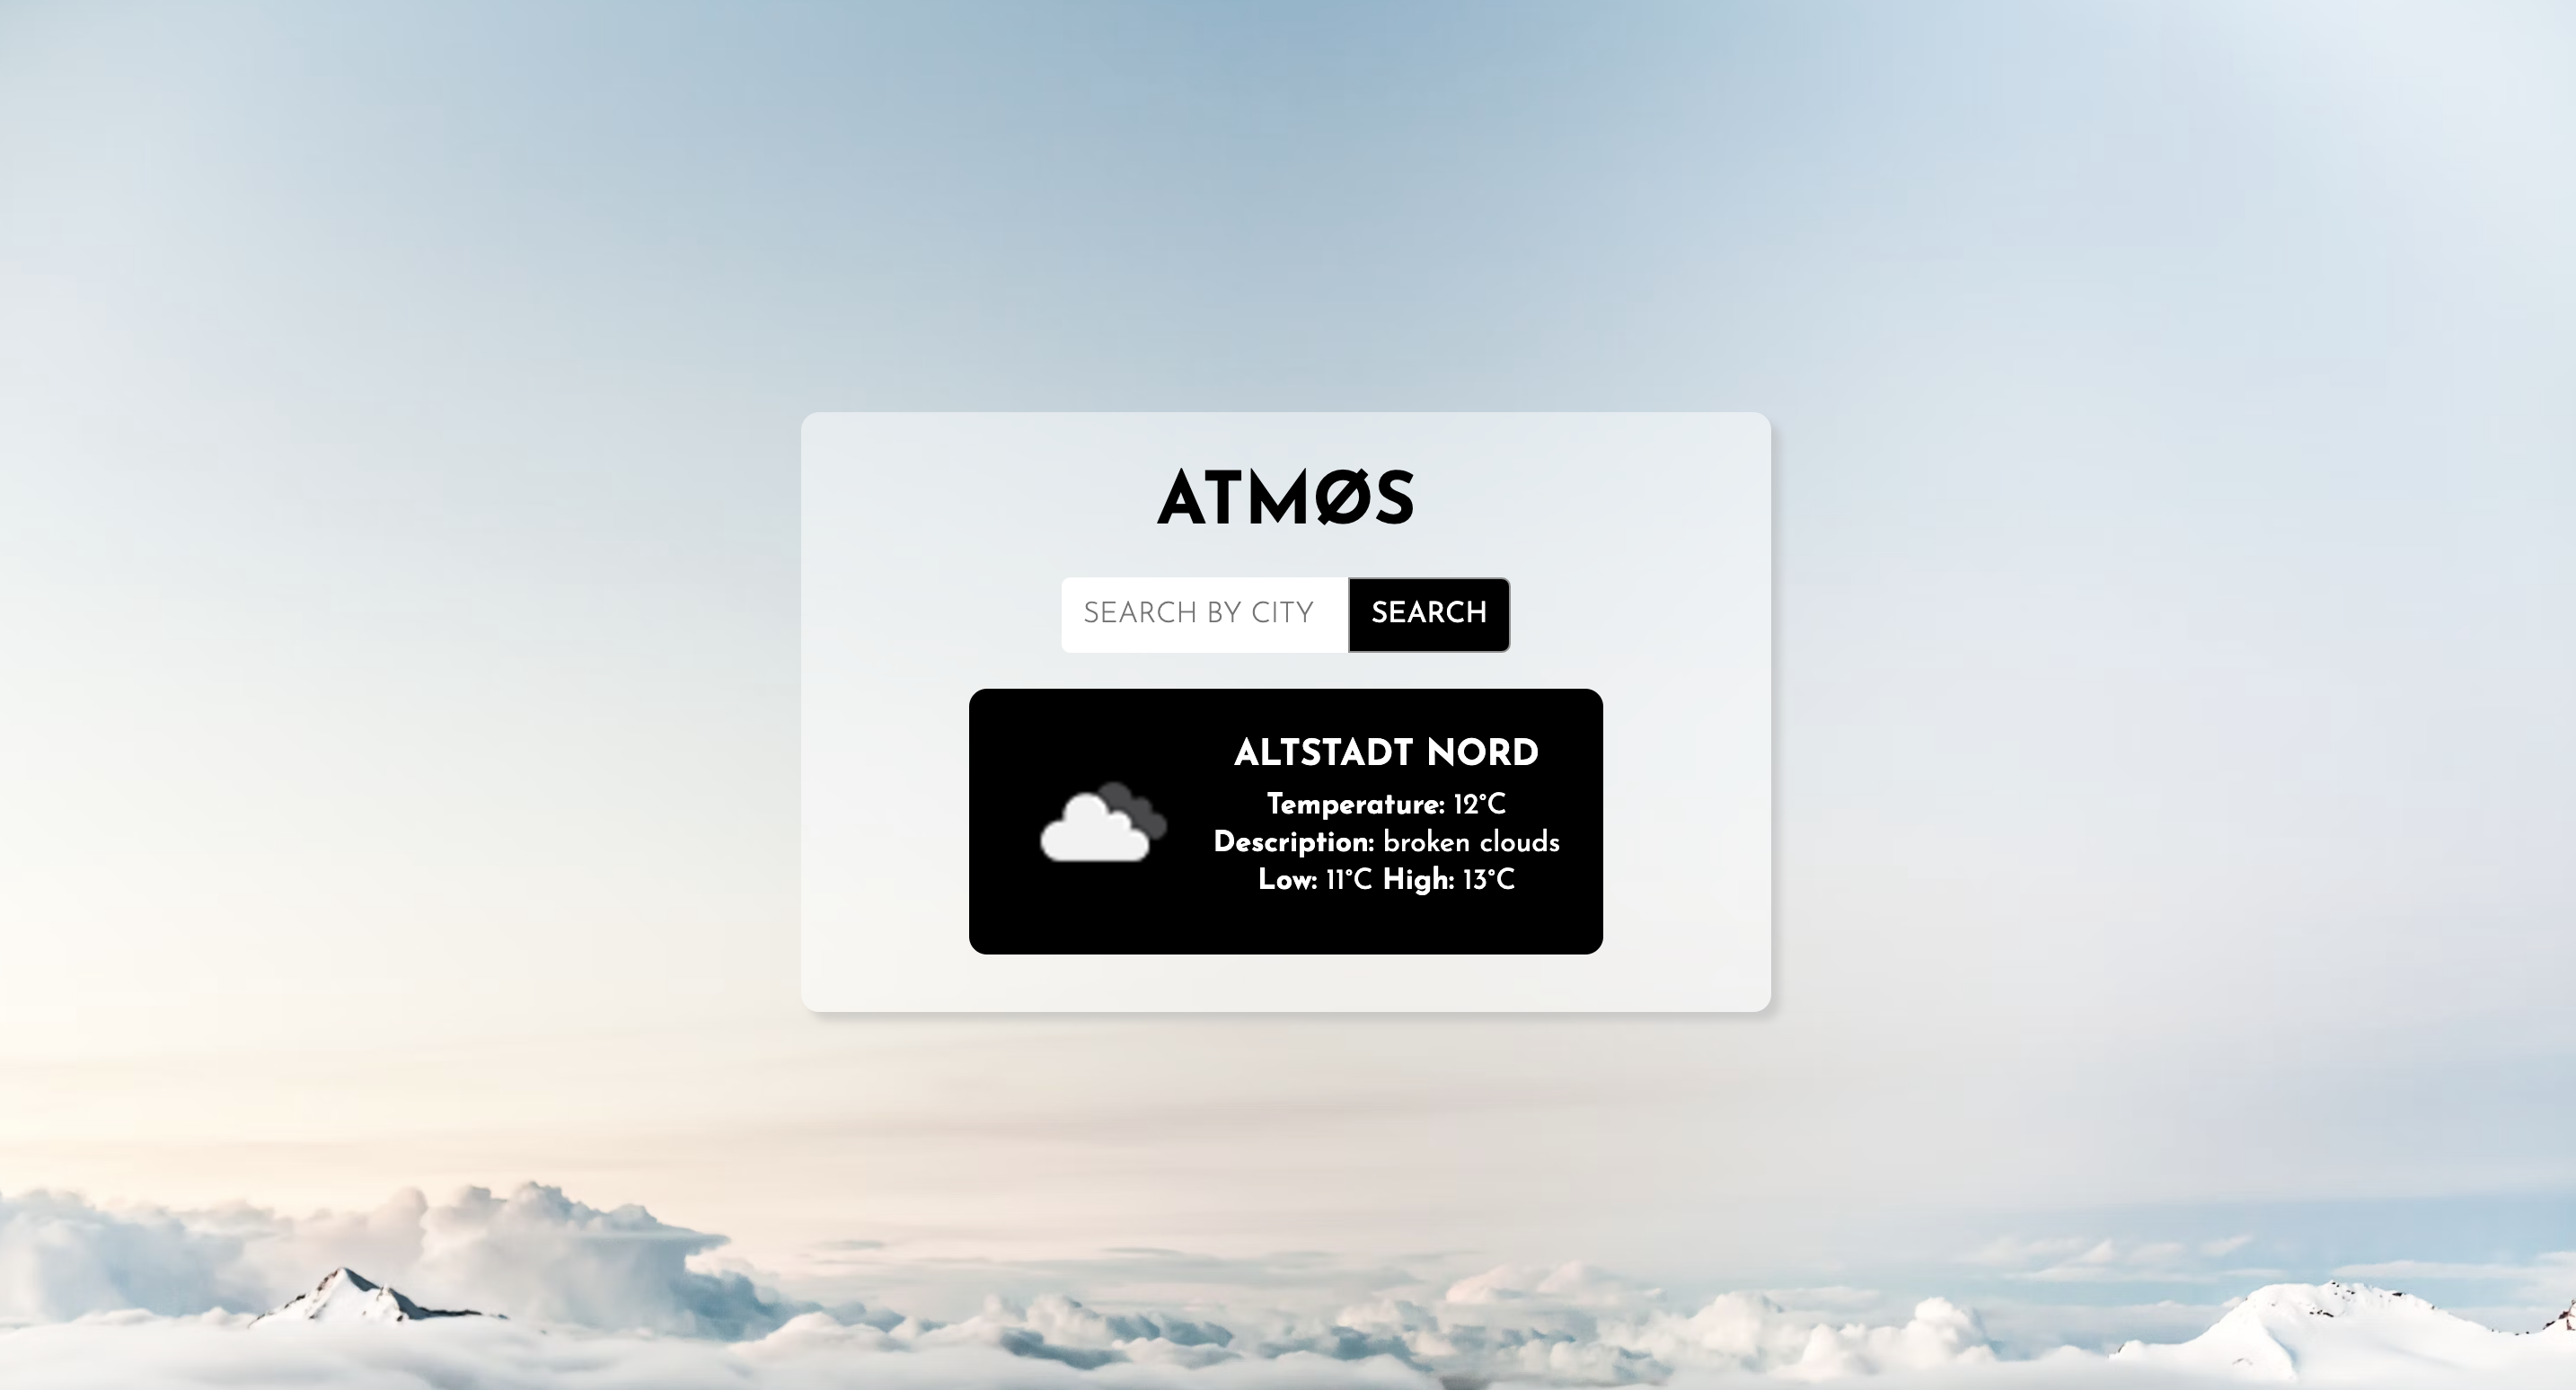 ATMØS
SEARCH BY CITY SEARCH
ALTSTADT NORD
Temperature: 12°C
Description: broken clouds
Low: 11°C High: 13°C